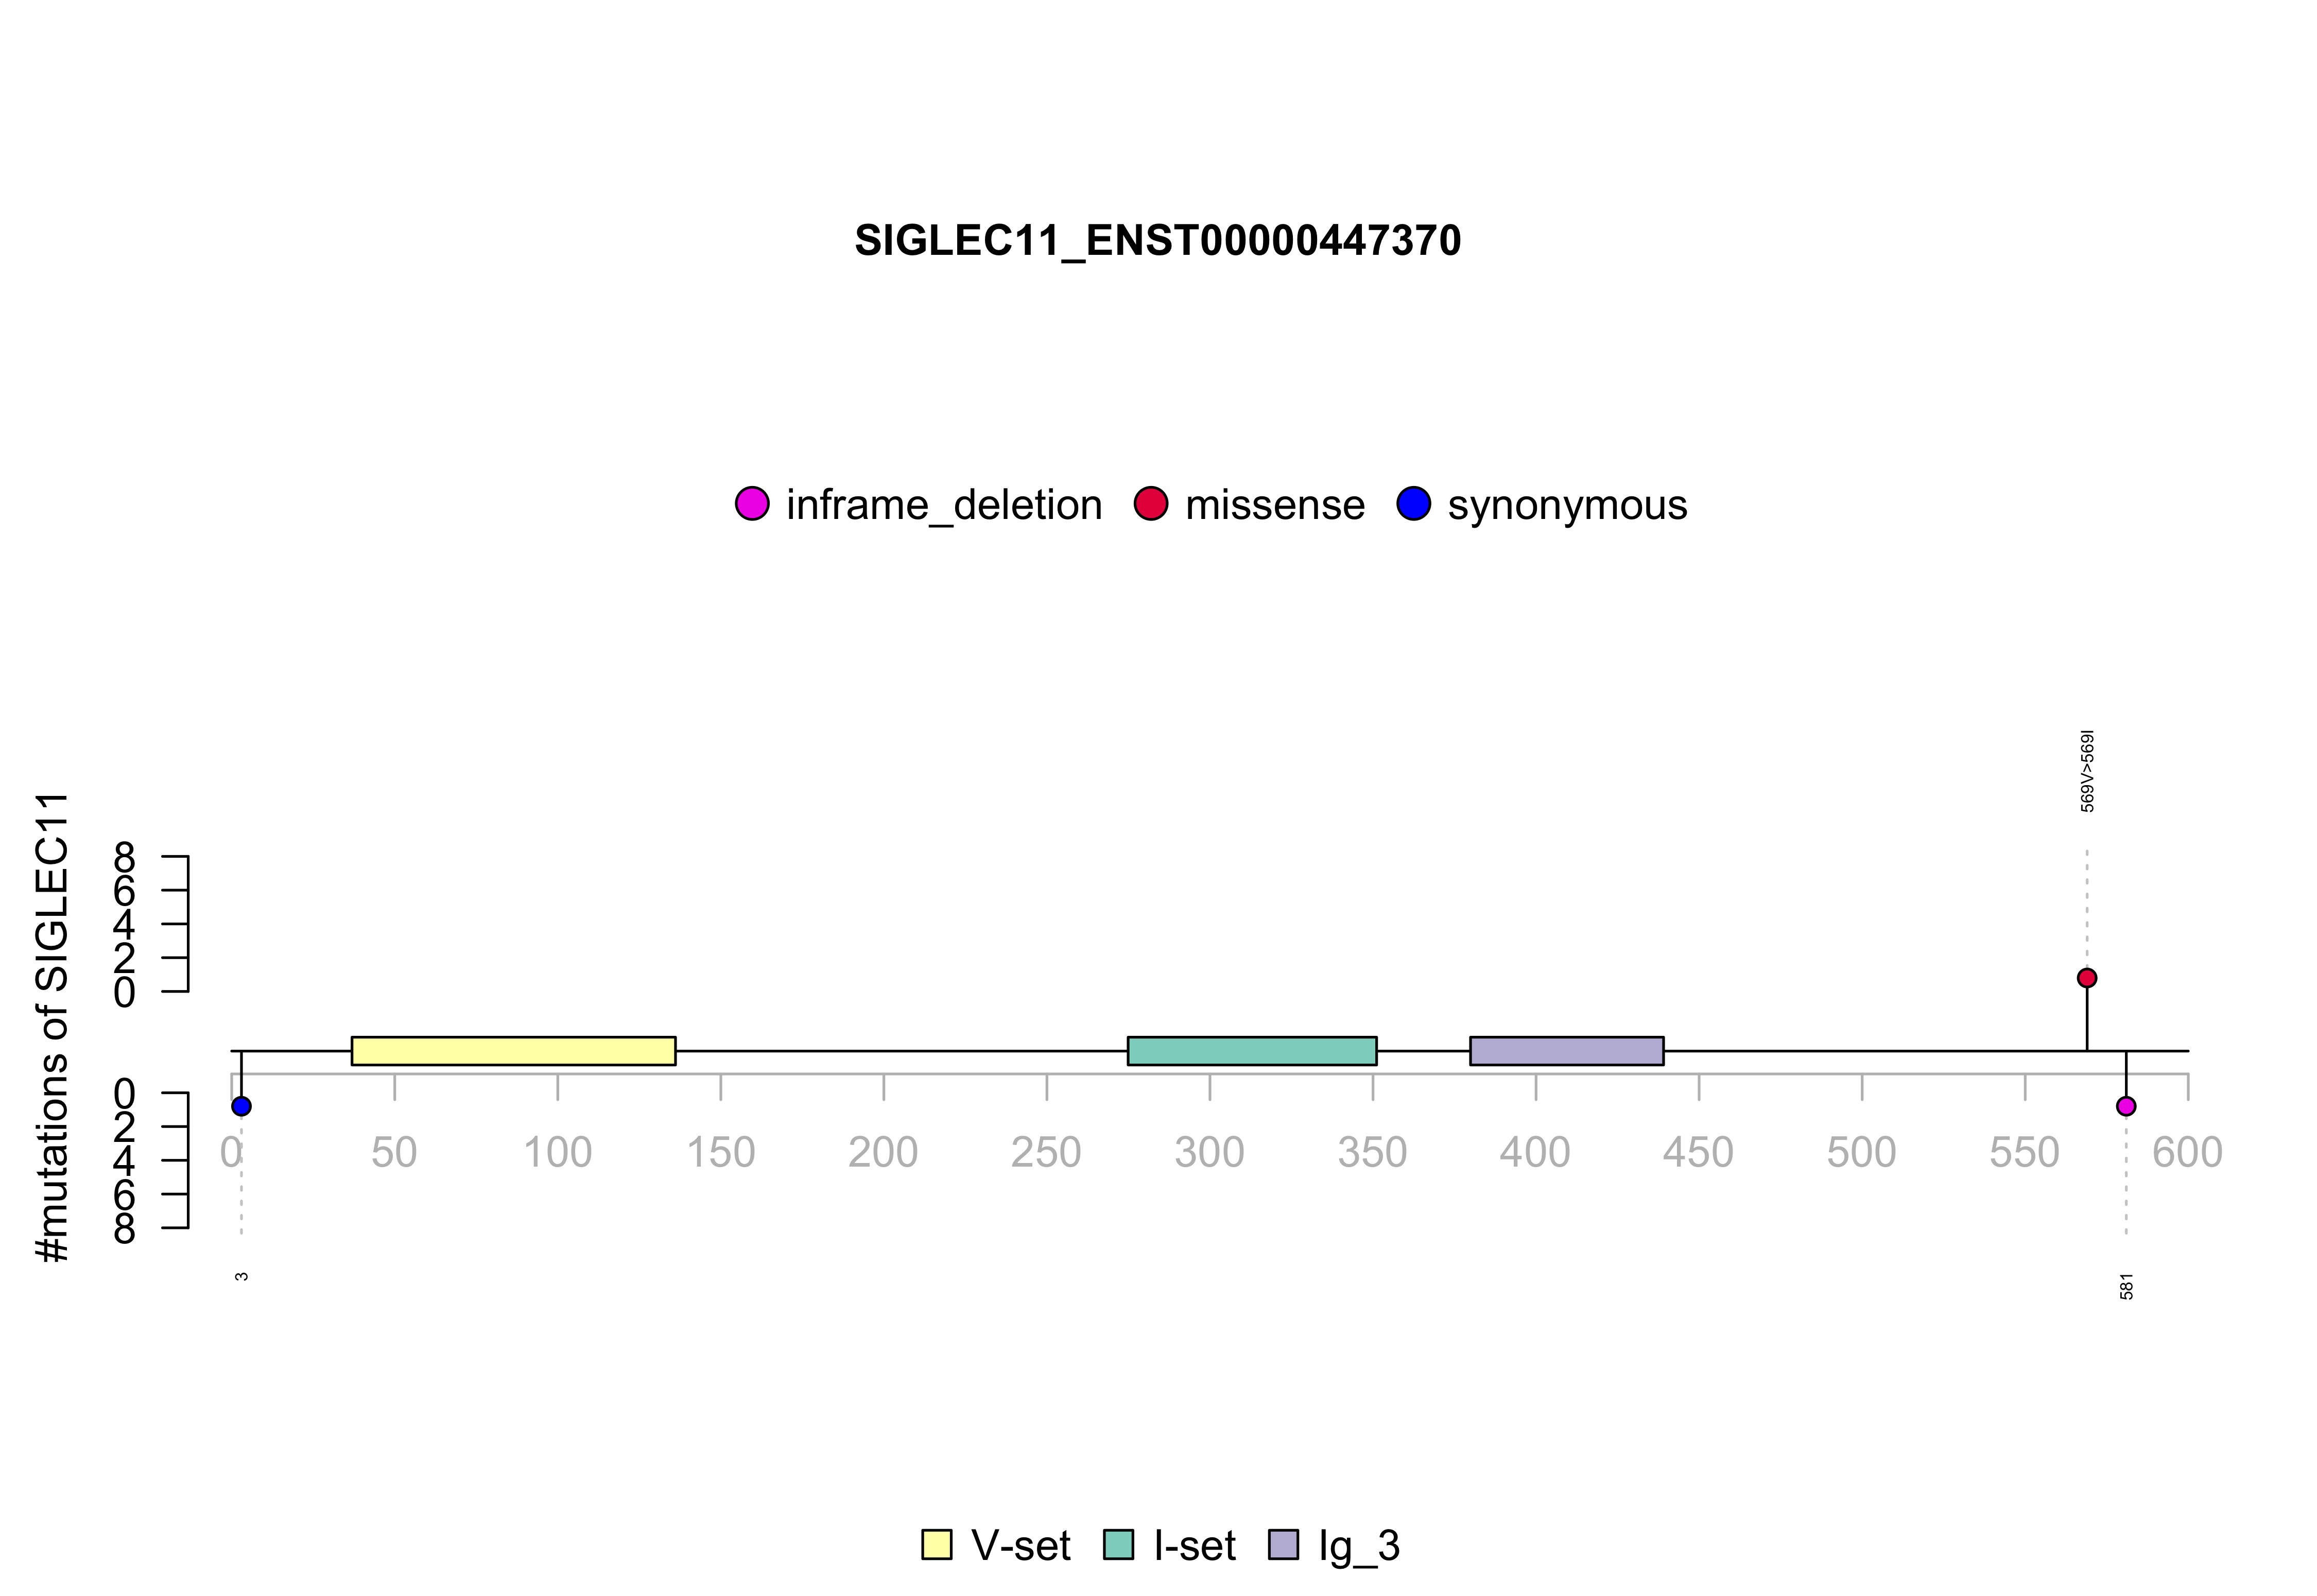 SIGLEC11_ENST00000447370
inframe_deletion missense synonymous
569V>569I
#mutations of SIGLEC11
8
6
4
2
0
0
2
4
6
8
0 50 100 150 200 250 300 350 400 450 500 550 600
3
581
V-set I-set Ig_3